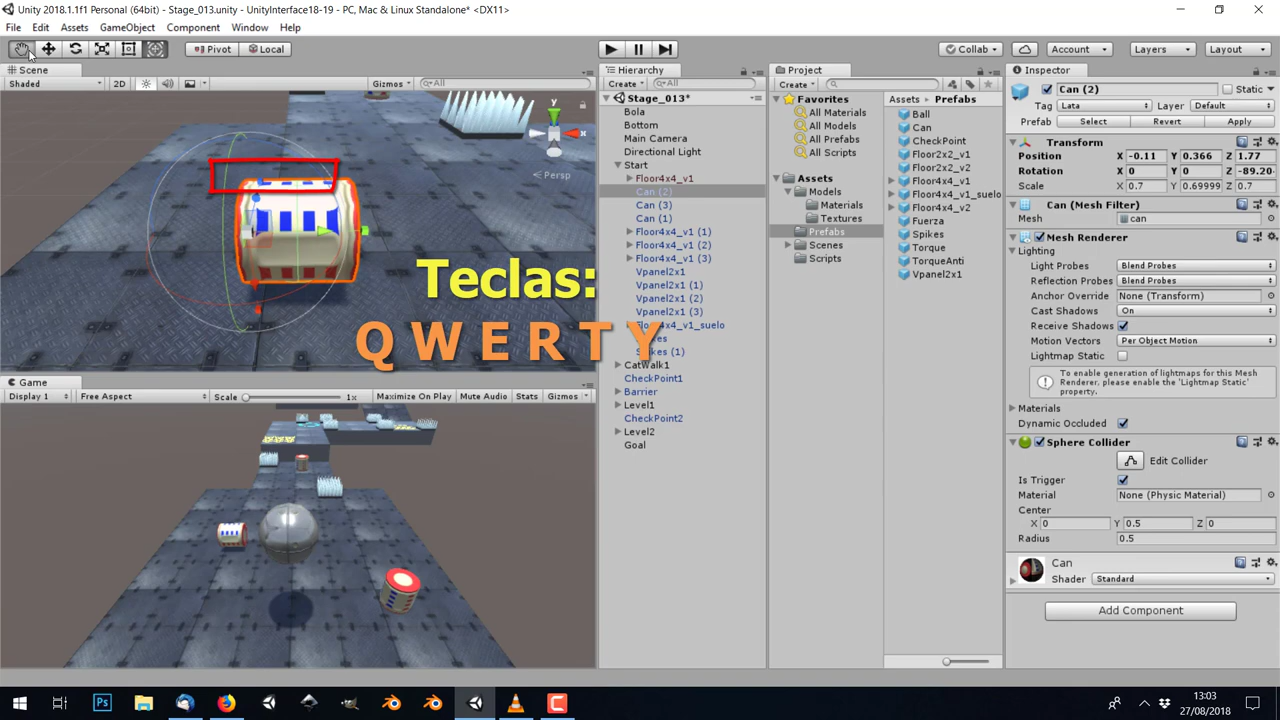 Unity 2018.1.1f1 Personal (64bit) - Stage_013.unity - UnityInterface18-19 - PC, Mac & Linux Standalone* <DX11>
File Edit Assets GameObject Component Window Help
Pivot Local Collab Account Layers Layout
Scene
Shaded 2D Gizmos All
y
x
Persp
Teclas:
Q W E R T Y
Game
Display 1 Free Aspect Scale 1x Maximize On Play Mute Audio Stats Gizmos
Hierarchy
Create All
Stage_013*
Bola
Bottom
Main Camera
Directional Light
Start
Floor4x4_v1
Can (2)
Can (3)
Can (1)
Floor4x4_v1 (1)
Floor4x4_v1 (2)
Floor4x4_v1 (3)
Vpanel2x1
Vpanel2x1 (1)
Vpanel2x1 (2)
Vpanel2x1 (3)
Floor4x4_v1_suelo
Spikes (1)
CatWalk1
CheckPoint1
Barrier
Level1
CheckPoint2
Level2
Goal
Project
Create
Favorites
All Materials
All Models
All Prefabs
All Scripts
Assets
Models
Materials
Textures
Prefabs
Scenes
Scripts
Assets Prefabs
Ball
Can
CheckPoint
Floor2x2_v1
Floor2x2_v2
Floor4x4_v1
Floor4x4_v1_suelo
Floor4x4_v2
Fuerza
Spikes
Torque
TorqueAnti
Vpanel2x1
Inspector
Can (2) Static
Tag Lata Layer Default
Prefab Select Revert Apply
Transform
Position X -0.11 Y 0.366 Z 1.77
Rotation X 0 Y 0 Z -89.20
Scale X 0.7 Y 0.69999 Z 0.7
Can (Mesh Filter)
Mesh can
Mesh Renderer
Lighting
Light Probes Blend Probes
Reflection Probes Blend Probes
Anchor Override None (Transform)
Cast Shadows On
Receive Shadows
Motion Vectors Per Object Motion
Lightmap Static
To enable generation of lightmaps for this Mesh
Renderer, please enable the 'Lightmap Static'
property.
Materials
Dynamic Occluded
Sphere Collider
Edit Collider
Is Trigger
Material None (Physic Material)
Center
X 0 Y 0.5 Z 0
Radius 0.5
Can
Shader Standard
Add Component
Ps
13:03
27/08/2018